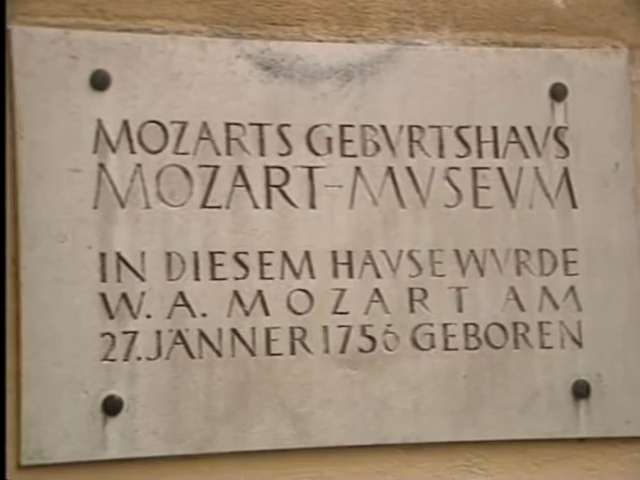 MOZARTS GEBVRTSHAVS
MOZART-MVSEVM
IN DIESEM HAVSE WVRDE
W. A. MOZART AM
27. JÄNNER 1756 GEBOREN